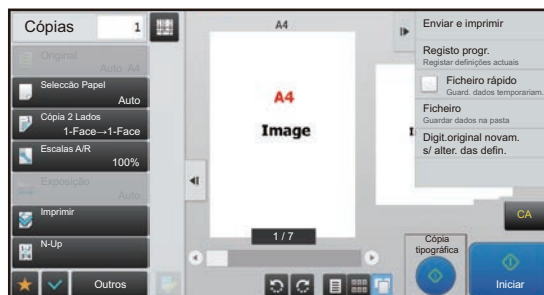 Cópias
1
Original
Auto A4
Seleccão Papel
Auto
Cópia 2 Lados
1-Face→1-Face
Escalas A/R
100%
Exposição
Auto
Imprimir
N-Up
Outros
A4
A4
Image
1 / 7
Enviar e imprimir
Registo progr.
Registar definições actuais
Ficheiro rápido
Guard. dados temporariam.
Ficheiro
Guardar dados na pasta
Digit.original novam.
s/ alter. das defin.
CA
Cópia
tipográfica
Iniciar